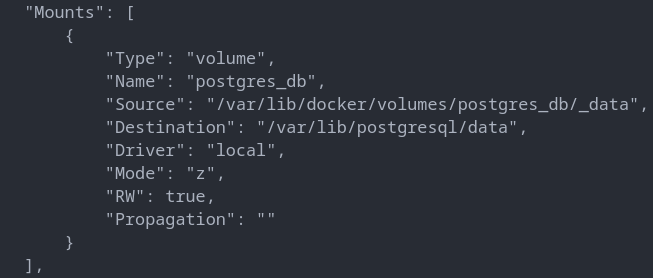 "Mounts": [
{
"Type": "volume",
"Name": "postgres_db",
"Source": "/var/lib/docker/volumes/postgres_db/_data",
"Destination": "/var/lib/postgresql/data",
"Driver": "local",
"Mode": "z",
"RW": true,
"Propagation": ""
}
],